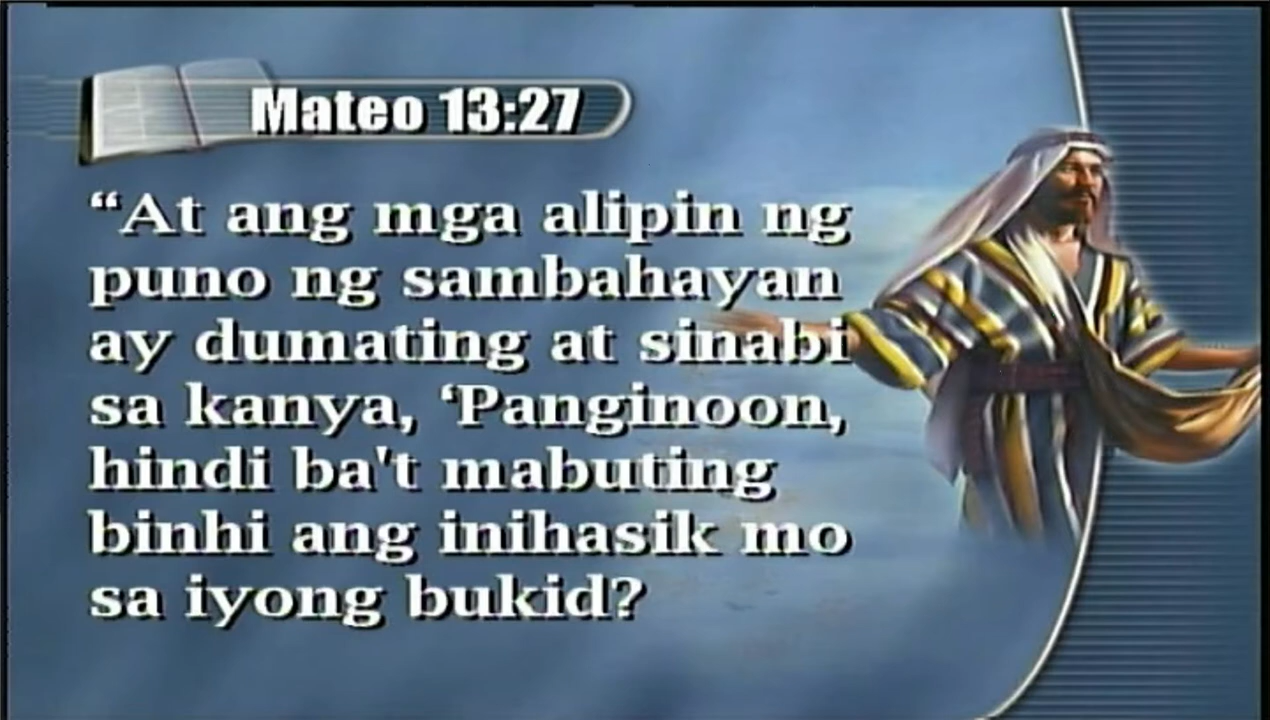 Mateo 13:27
“At ang mga alipin ng
puno ng sambahayan
ay dumating at sinabi
sa kanya, ‘Panginoon,
hindi ba't mabuting
binhi ang inihasik mo
sa iyong bukid?